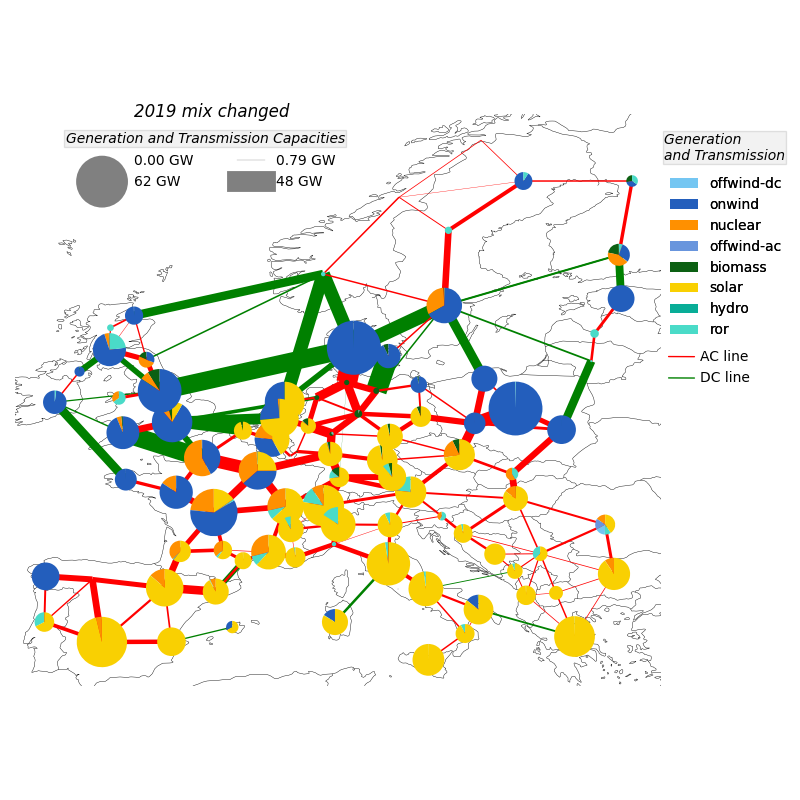 2019 mix changed
Generation and Transmission Capacities
0.00 GW 0.79 GW
62 GW 48 GW
Generation
and Transmission
offwind-dc
onwind
nuclear
offwind-ac
biomass
solar
hydro
ror
AC line
DC line